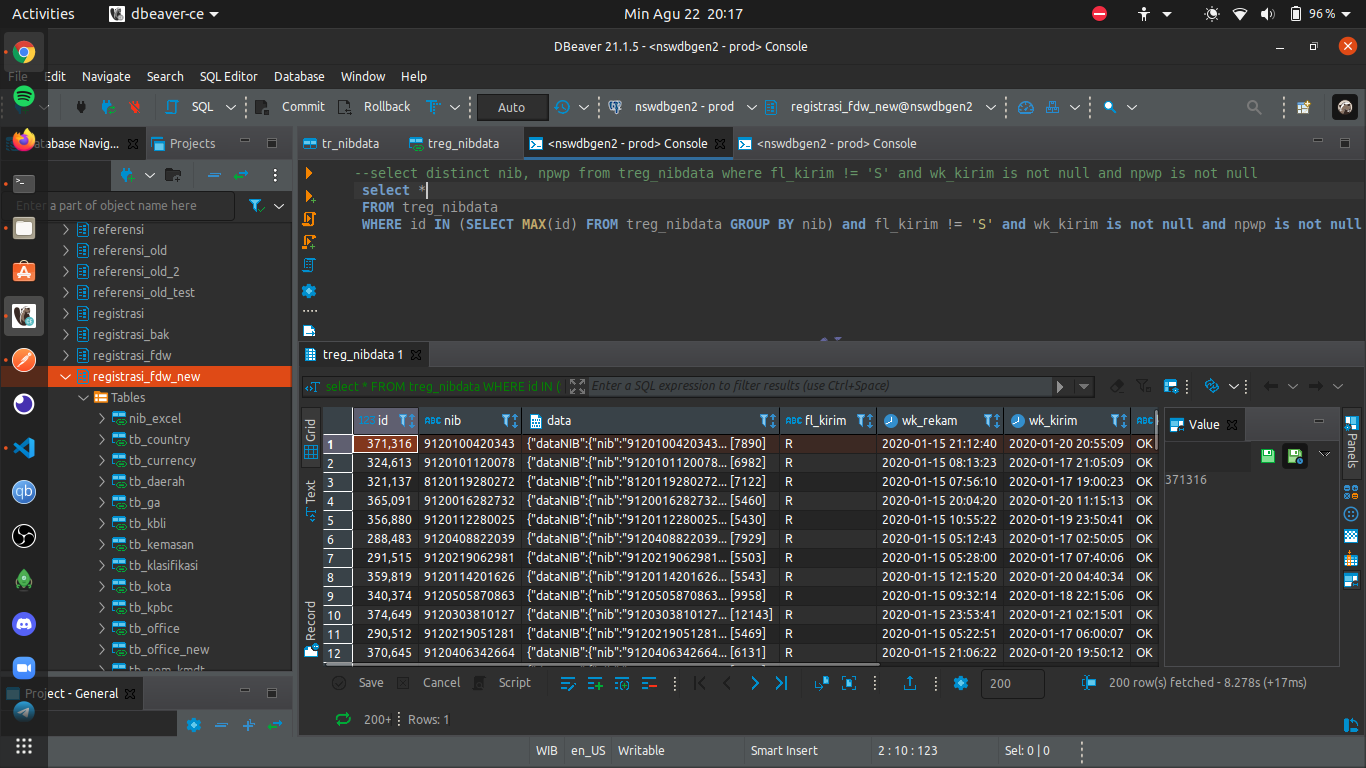 Activities dbeaver-ce Min Agu 22 20:17 96 %
DBeaver 21.1.5 - <nswdbgen2 - prod> Console
File Edit Navigate Search SQL Editor Database Window Help
SQL Commit Rollback Auto nswdbgen2 - prod registrasi_fdw_new@nswdbgen2
Database Navig... Projects
tr_nibdata treg_nibdata <nswdbgen2 - prod> Console <nswdbgen2 - prod> Console
Enter a part of object name here
referensi
referensi_old
referensi_old_2
referensi_old_test
registrasi
registrasi_bak
registrasi_fdw
registrasi_fdw_new
Tables
nib_excel
tb_country
tb_currency
tb_daerah
tb_ga
tb_kbli
tb_kemasan
tb_klasifikasi
tb_kota
tb_kpbc
tb_office
tb_office_new
tb_pem_kmdt
Project - General
--select distinct nib, npwp from treg_nibdata where fl_kirim != 'S' and wk_kirim is not null and npwp is not null
select *
FROM treg_nibdata
WHERE id IN (SELECT MAX(id) FROM treg_nibdata GROUP BY nib) and fl_kirim != 'S' and wk_kirim is not null and npwp is not null
treg_nibdata 1
select * FROM treg_nibdata WHERE id IN ( Enter a SQL expression to filter results (use Ctrl+Space)
Grid
Text
Record
123 id ABC nib data ABC fl_kirim wk_rekam wk_kirim ABC
1 371,316 9120100420343 {"dataNIB":{"nib":"9120100420343... [7890] R 2020-01-15 21:12:40 2020-01-20 20:55:09 OK
2 324,613 9120101120078 {"dataNIB":{"nib":"9120101120078... [6982] R 2020-01-15 08:13:23 2020-01-17 21:05:09 OK
3 321,137 8120119280272 {"dataNIB":{"nib":"8120119280272... [7122] R 2020-01-15 07:56:10 2020-01-17 19:00:23 OK
4 365,091 9120016282732 {"dataNIB":{"nib":"9120016282732... [5460] R 2020-01-15 20:04:20 2020-01-20 11:15:13 OK
5 356,880 9120112280025 {"dataNIB":{"nib":"9120112280025... [5430] R 2020-01-15 10:55:22 2020-01-19 23:50:41 OK
6 288,483 9120408822039 {"dataNIB":{"nib":"9120408822039... [7929] R 2020-01-15 05:12:43 2020-01-17 02:50:05 OK
7 291,515 9120219062981 {"dataNIB":{"nib":"9120219062981... [5503] R 2020-01-15 05:28:00 2020-01-17 07:40:06 OK
8 359,819 9120114201626 {"dataNIB":{"nib":"9120114201626... [5543] R 2020-01-15 12:15:20 2020-01-20 04:40:34 OK
9 340,374 9120505870863 {"dataNIB":{"nib":"9120505870863... [9958] R 2020-01-15 09:32:14 2020-01-18 22:15:06 OK
10 374,649 9120303810127 {"dataNIB":{"nib":"9120303810127... [12143] R 2020-01-15 23:53:41 2020-01-21 02:15:01 OK
11 290,512 9120219051281 {"dataNIB":{"nib":"9120219051281... [5469] R 2020-01-15 05:22:51 2020-01-17 06:00:07 OK
12 370,645 9120406342664 {"dataNIB":{"nib":"9120406342664... [6131] R 2020-01-15 21:06:22 2020-01-20 19:50:12 OK
Value
371316
Panels
Save Cancel Script 200 200 row(s) fetched - 8.278s (+17ms)
200+ Rows: 1
WIB en_US Writable Smart Insert 2 : 10 : 123 Sel: 0 | 0
qb